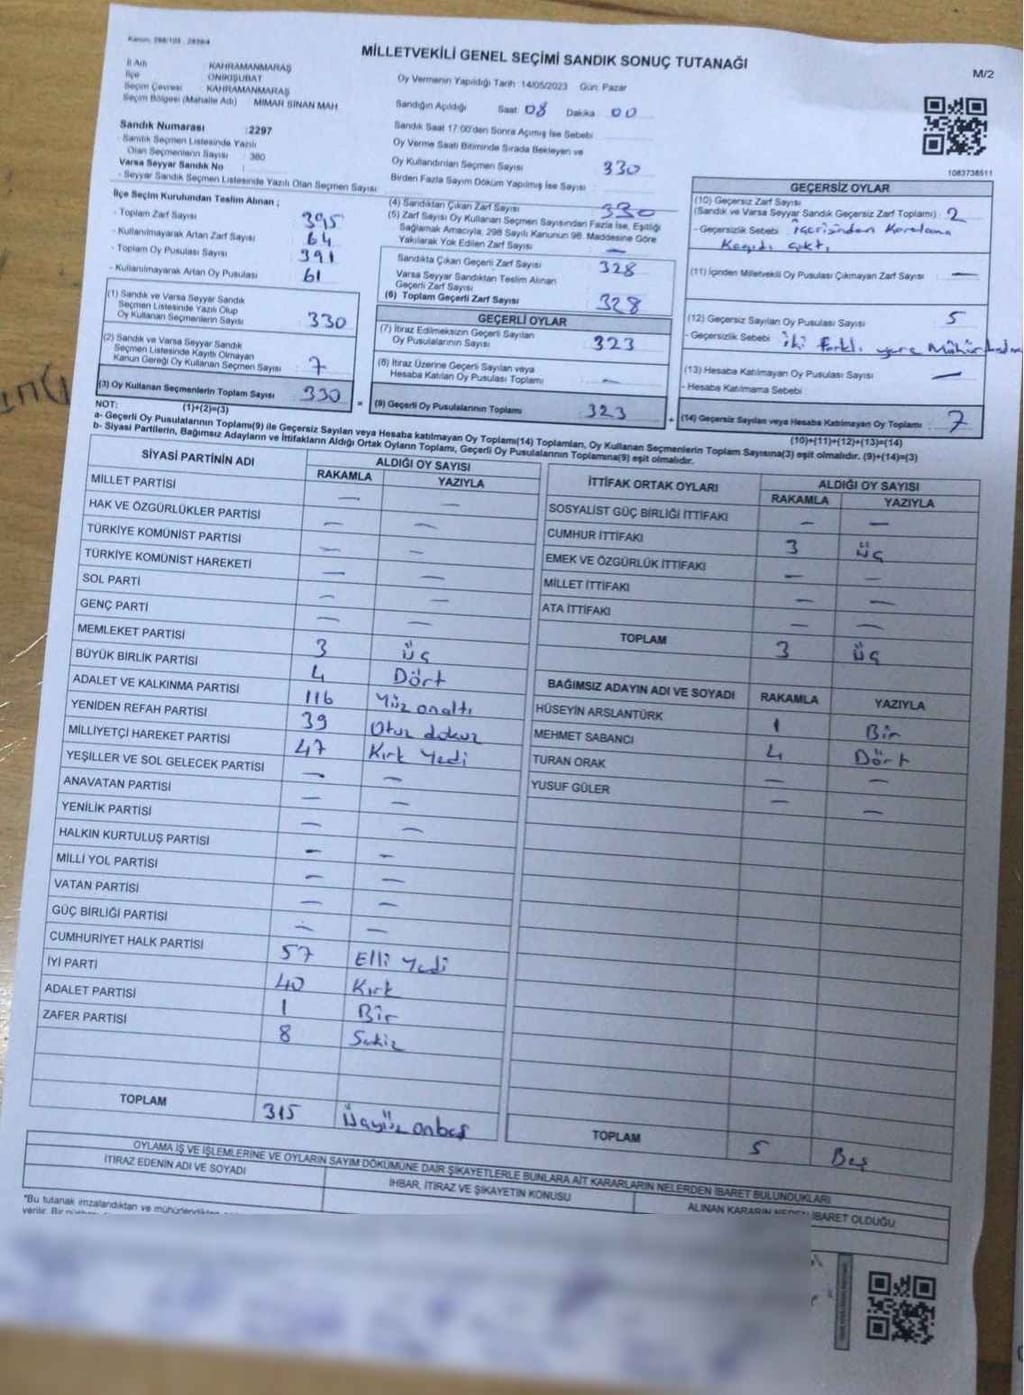 MİLLETVEKİLİ GENEL SEÇİMİ SANDIK SONUÇ TUTANAĞI
M/2
İl Adı KAHRAMANMARAŞ
İlçe ONİKİŞUBAT
Seçim Çevresi KAHRAMANMARAŞ
Seçim Bölgesi (Mahalle Adı) MİMAR SİNAN MAH
Oy Vermenin Yapıldığı Tarih 14/05/2023 Gün: Pazar
Sandığın Açıldığı Saat 08 Dakika 00
Sandık Saat 17:00'den Sonra Açımış İse Sebebi
Oy Verme Saati Bitiminde Sırada Bekleyen ve
Oy Kullandırılan Seçmen Sayısı 330
Birden Fazla Sayım Döküm Yapılmış İse Sayısı
Sandık Numarası :2297
- Sandık Seçmen Listesinde Yazılı
Olan Seçmenlerin Sayısı : 380
Varsa Seyyar Sandık No :
- Seyyar Sandık Seçmen Listesinde Yazılı Olan Seçmen Sayısı
İlçe Seçim Kurulundan Teslim Alınan ;
- Toplam Zarf Sayısı 395
- Kullanılmayarak Artan Zarf Sayısı 64
- Toplam Oy Pusulası Sayısı 391
- Kullanılmayarak Artan Oy Pusulası 61
(1) Sandık ve Varsa Seyyar Sandık
Seçmen Listesinde Yazılı Olup
Oy Kullanan Seçmenlerin Sayısı 330
(2) Sandık ve Varsa Seyyar Sandık
Seçmen Listesinde Kayıtlı Olmayan
Kanun Gereği Oy Kullanan Seçmen Sayısı 7
(3) Oy Kullanan Seçmenlerin Toplam Sayısı 330
(1)+(2)=(3)
(4) Sandıktan Çıkan Zarf Sayısı 330
(5) Zarf Sayısı Oy Kullanan Seçmen Sayısından Fazla İse, Eşitliği
Sağlamak Amacıyla, 298 Sayılı Kanunun 98. Maddesine Göre
Yakılarak Yok Edilen Zarf Sayısı —
Sandıkta Çıkan Geçerli Zarf Sayısı 328
Varsa Seyyar Sandıktan Teslim Alınan
Geçerli Zarf Sayısı
(6) Toplam Geçerli Zarf Sayısı 328
GEÇERLİ OYLAR
(7) İtiraz Edilmeksizin Geçerli Sayılan
Oy Pusulalarının Sayısı 323
(8) İtiraz Üzerine Geçerli Sayılan veya
Hesaba Katılan Oy Pusulası Toplamı —
= (9) Geçerli Oy Pusulalarının Toplamı 323
1083738511
GEÇERSİZ OYLAR
(10) Geçersiz Zarf Sayısı
(Sandık ve Varsa Seyyar Sandık Geçersiz Zarf Toplamı) : 2
- Geçersizlik Sebebi içerisinden Karalama
Kağıdı çıktı
(11) İçinden Milletvekili Oy Pusulası Çıkmayan Zarf Sayısı —
(12) Geçersiz Sayılan Oy Pusulası Sayısı 5
- Geçersizlik Sebebi : iki farklı yere
(13) Hesaba Katılmayan Oy Pusulası Sayısı —
- Hesaba Katılmama Sebebi
+ (14) Geçersiz Sayılan veya Hesaba Katılmayan Oy Toplamı 7
(10)+(11)+(12)+(13)=(14)
NOT:
a- Geçerli Oy Pusulalarının Toplamı(9) ile Geçersiz Sayılan veya Hesaba katılmayan Oy Toplamı(14) Toplamları, Oy Kullanan Seçmenlerin Toplam Sayısına(3) eşit olmalıdır. (9)+(14)=(3)
b- Siyasi Partilerin, Bağımsız Adayların ve İttifakların Aldığı Ortak Oyların Toplamı, Geçerli Oy Pusulalarının Toplamına(9) eşit olmalıdır.
SİYASİ PARTİNİN ADI ALDIĞI OY SAYISI
RAKAMLA YAZIYLA
MİLLET PARTİSİ — —
HAK VE ÖZGÜRLÜKLER PARTİSİ — —
TÜRKİYE KOMÜNİST PARTİSİ — —
TÜRKİYE KOMÜNİST HAREKETİ — —
SOL PARTİ — —
GENÇ PARTİ — —
MEMLEKET PARTİSİ 3 üç
BÜYÜK BİRLİK PARTİSİ 4 Dört
ADALET VE KALKINMA PARTİSİ 116 Yüz onaltı
YENİDEN REFAH PARTİSİ 39 Otuz dokuz
MİLLİYETÇİ HAREKET PARTİSİ 47 Kırk Yedi
YEŞİLLER VE SOL GELECEK PARTİSİ — —
ANAVATAN PARTİSİ — —
YENİLİK PARTİSİ — —
HALKIN KURTULUŞ PARTİSİ — —
MİLLİ YOL PARTİSİ — —
VATAN PARTİSİ — —
GÜÇ BİRLİĞİ PARTİSİ — —
CUMHURİYET HALK PARTİSİ 57 Elli Yedi
İYİ PARTİ 40 Kırk
ADALET PARTİSİ 1 Bir
ZAFER PARTİSİ 8 Sekiz
TOPLAM 315 Üçyüz onbeş
İTTİFAK ORTAK OYLARI ALDIĞI OY SAYISI
RAKAMLA YAZIYLA
SOSYALİST GÜÇ BİRLİĞİ İTTİFAKI — —
CUMHUR İTTİFAKI 3 üç
EMEK VE ÖZGÜRLÜK İTTİFAKI — —
MİLLET İTTİFAKI — —
ATA İTTİFAKI — —
TOPLAM 3 üç
BAĞIMSIZ ADAYIN ADI VE SOYADI RAKAMLA YAZIYLA
HÜSEYİN ARSLANTÜRK 1 Bir
MEHMET SABANCI 4 Dört
TURAN ORAK — —
YUSUF GÜLER — —
TOPLAM 5 Beş
OYLAMA İŞ VE İŞLEMLERİNE VE OYLARIN SAYIM DÖKÜMÜNE DAİR ŞİKAYETLERLE BUNLARA AİT KARARLARIN NELERDEN İBARET BULUNDUKLARI
İTİRAZ EDENİN ADI VE SOYADI İHBAR, İTİRAZ VE ŞİKAYETİN KONUSU ALINAN KARARIN NEDEN İBARET OLDUĞU
"Bu tutanak imzalandıktan ve mühürlendikten
verilir. Bir